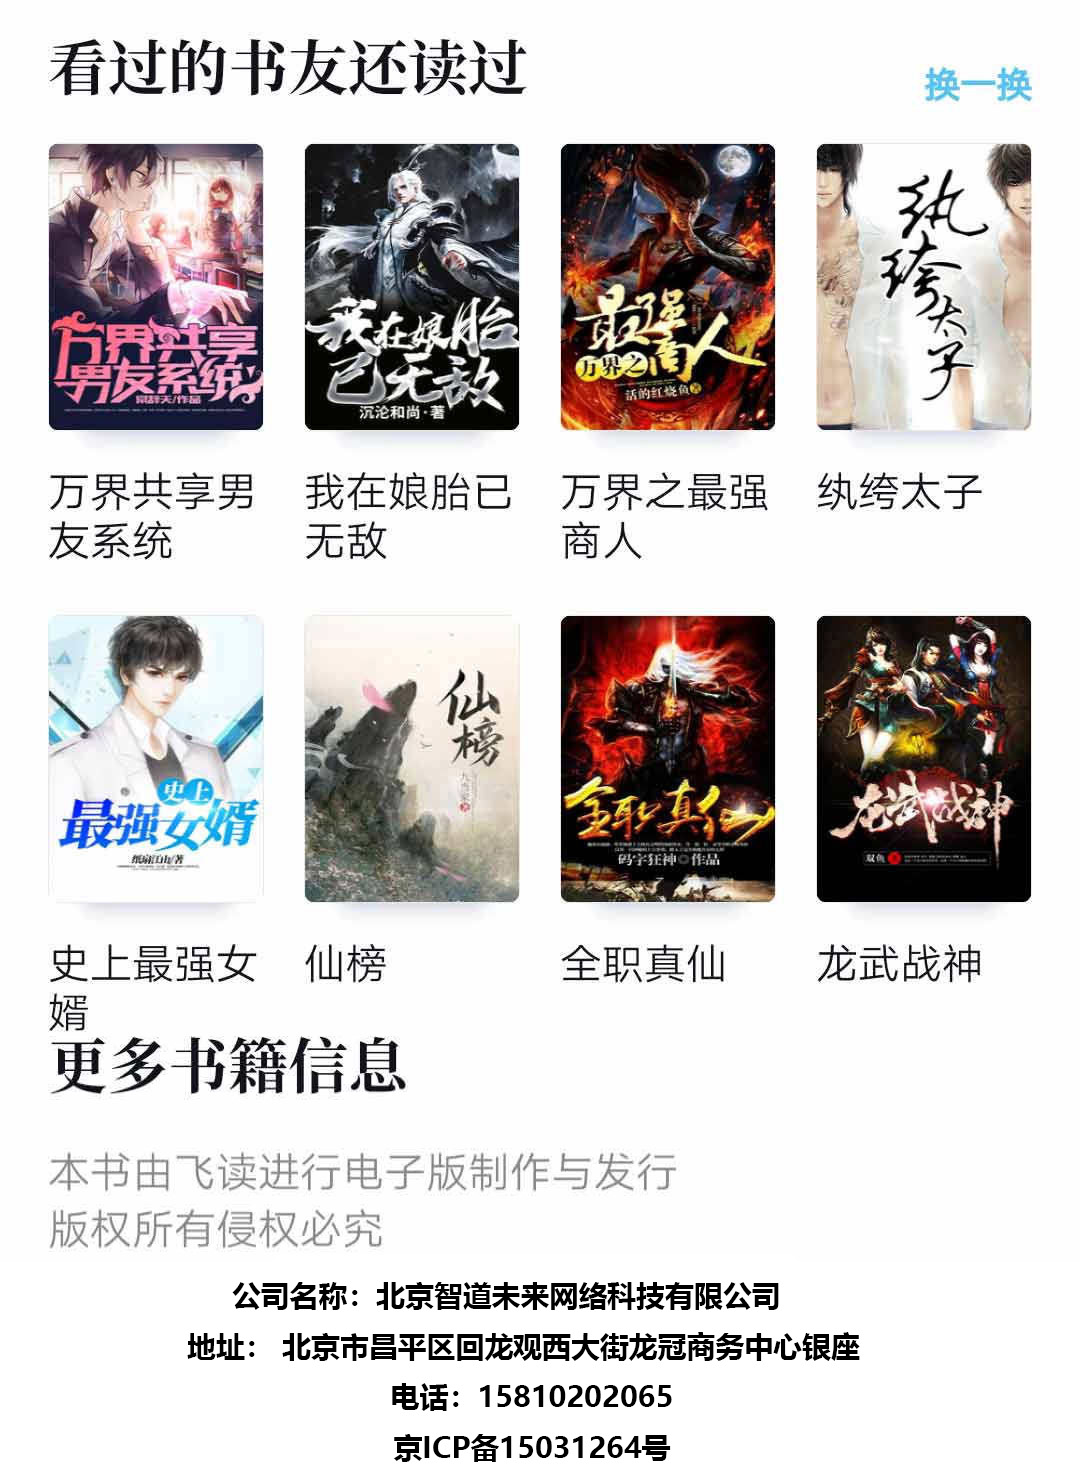 看过的书友还读过
换一换
万界共享
男友系统
我在娘胎
已无敌
沉沦和尚·著
最强
万界之商人
活的红烧鱼 著
纨绔太子
万界共享男
友系统
我在娘胎已
无敌
万界之最强
商人
纨绔太子
史上
最强女婿
纸扇江山/著
仙榜
全职真仙
码字狂神 作品
龙武战神
双鱼
史上最强女
婿
仙榜
全职真仙
龙武战神
更多书籍信息
本书由飞读进行电子版制作与发行
版权所有侵权必究
公司名称：北京智道未来网络科技有限公司
地址： 北京市昌平区回龙观西大街龙冠商务中心银座
电话：15810202065
京ICP备15031264号